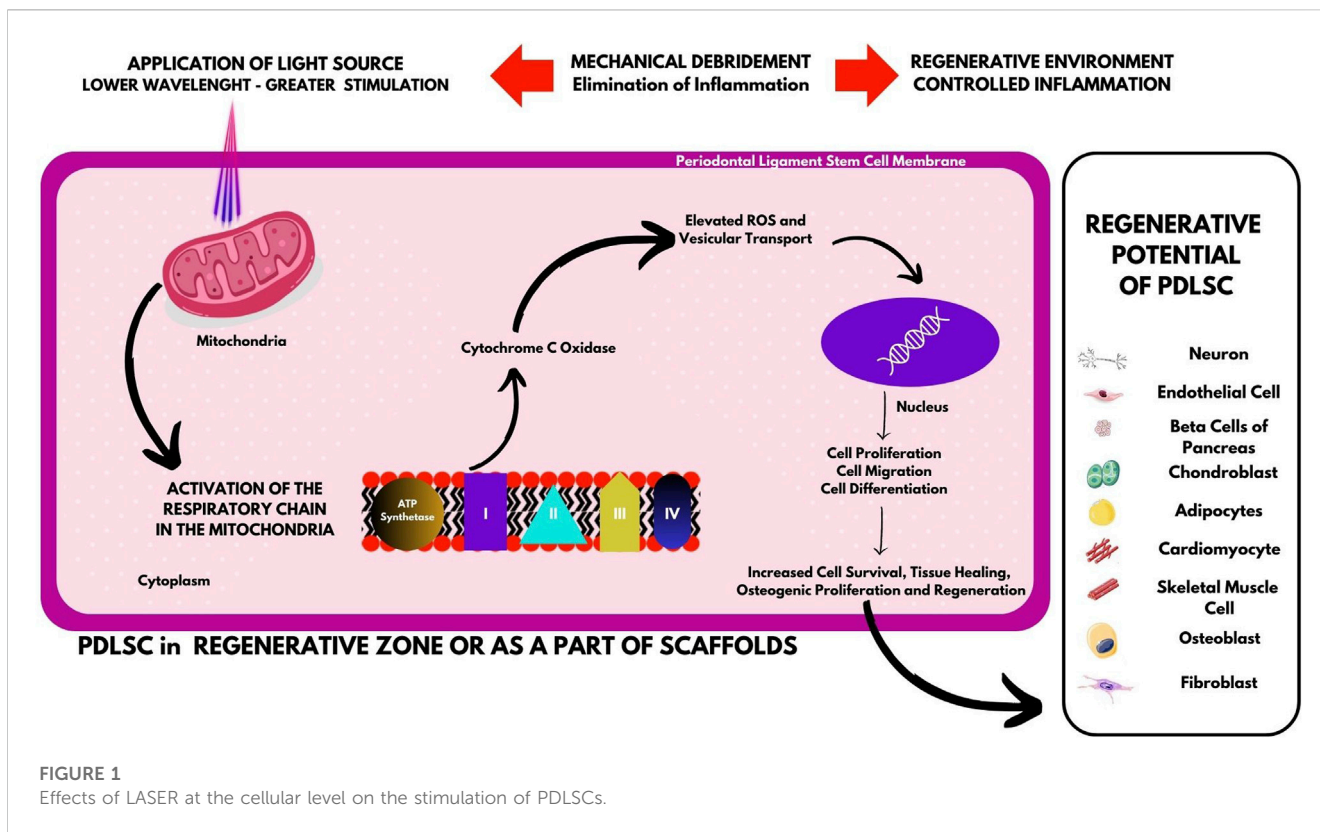 APPLICATION OF LIGHT SOURCE
LOWER WAVELENGHT - GREATER STIMULATION
MECHANICAL DEBRIDEMENT
Elimination of Inflammation
REGENERATIVE ENVIRONMENT
CONTROLLED INFLAMMATION
Periodontal Ligament Stem Cell Membrane
Mitochondria
ACTIVATION OF THE
RESPIRATORY CHAIN
IN THE MITOCHONDRIA
Cytoplasm
ATP
Synthetase
I
II
III
IV
Cytochrome C Oxidase
Elevated ROS and
Vesicular Transport
Nucleus
Cell Proliferation
Cell Migration
Cell Differentiation
Increased Cell Survival, Tissue Healing,
Osteogenic Proliferation and Regeneration
PDLSC in REGENERATIVE ZONE OR AS A PART OF SCAFFOLDS
REGENERATIVE
POTENTIAL
OF PDLSC
Neuron
Endothelial Cell
Beta Cells of
Pancreas
Chondroblast
Adipocytes
Cardiomyocyte
Skeletal Muscle
Cell
Osteoblast
Fibroblast
FIGURE 1
Effects of LASER at the cellular level on the stimulation of PDLSCs.